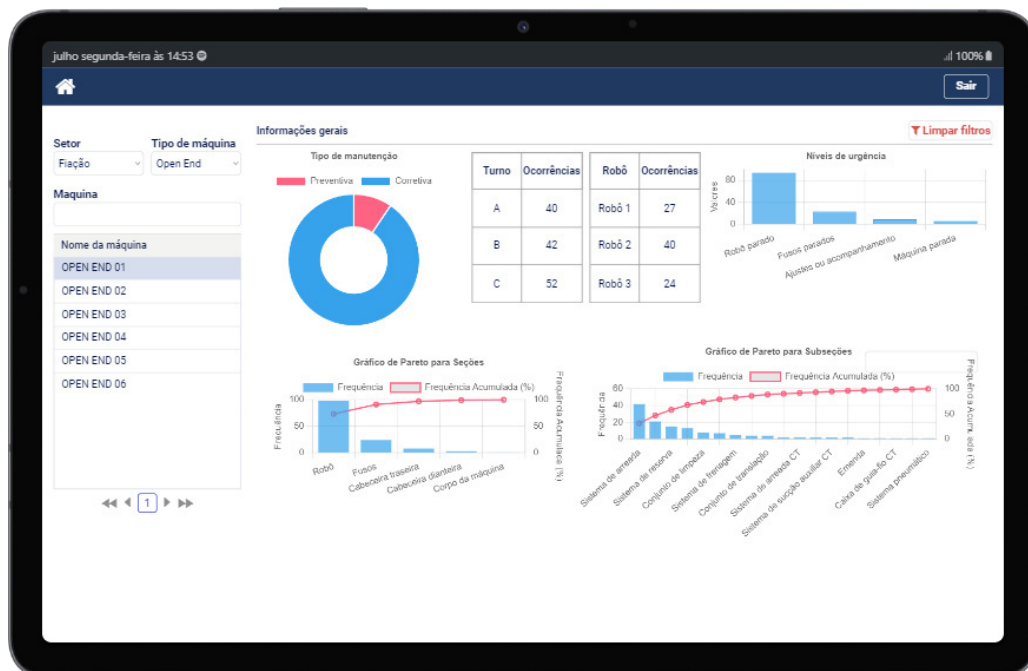 julho segunda-feira às 14:53
100%
Sair
Setor
Tipo de máquina
Fiação
Open End
Maquina
Nome da máquina
OPEN END 01
OPEN END 02
OPEN END 03
OPEN END 04
OPEN END 05
OPEN END 06
1
Informações gerais
Limpar filtros
Tipo de manutenção
Preventiva
Corretiva
Turno Ocorrências
A 40
B 42
C 52
Robô Ocorrências
Robô 1 27
Robô 2 40
Robô 3 24
Níveis de urgência
Valores
80
40
0
Robô parado
Fusos parados
Ajustes ou acompanhamento
Máquina parada
Gráfico de Pareto para Seções
Frequência
Frequência Acumulada (%)
Frequência
100
50
0
100
50
0
Frequência Acumulada (%)
Robô
Fusos
Cabeceira traseira
Cabeceira dianteira
Corpo da máquina
Gráfico de Pareto para Subseções
Frequência
Frequência Acumulada (%)
Frequência
60
40
20
0
100
50
0
Frequência Acumulada (%)
Sistema de arreada
Sistema de reserva
Conjunto de limpeza
Sistema de frenagem
Conjunto de translação
Sistema de arreada CT
Sistema de sucção auxiliar CT
Emenda
Caixa de guia-fio CT
Sistema pneumático